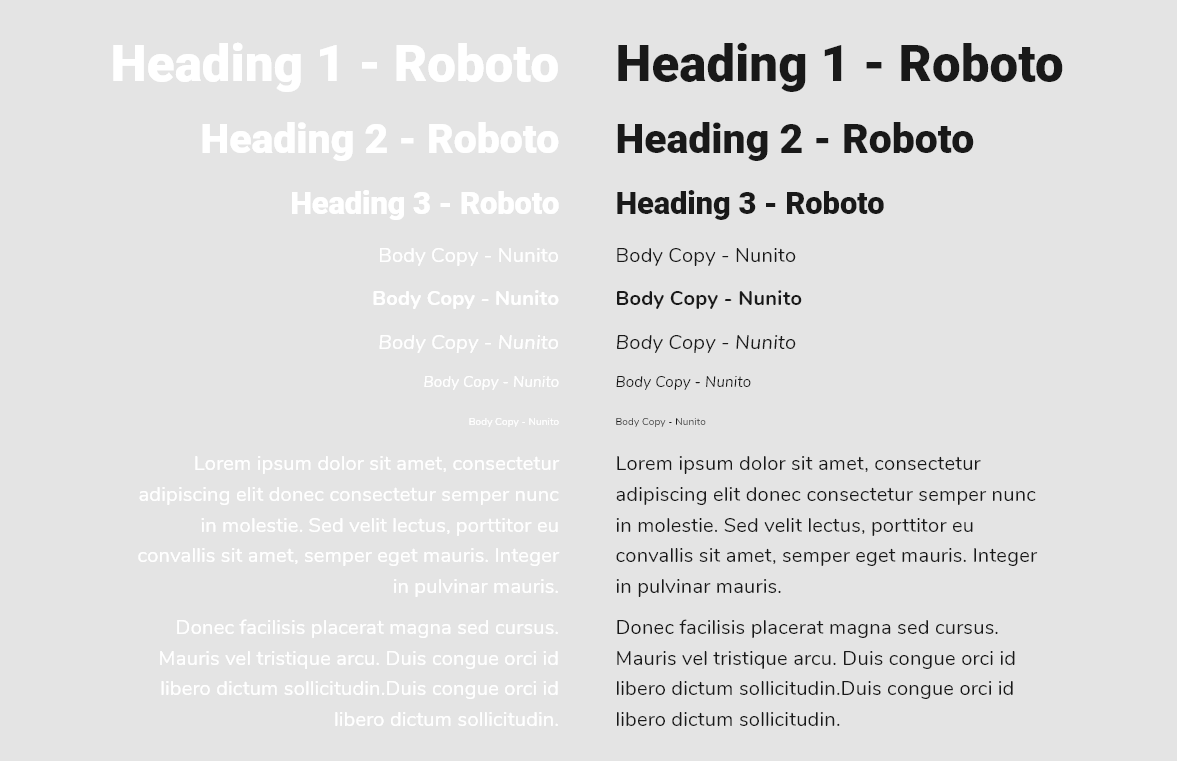 Heading 1 - Roboto
Heading 2 - Roboto
Heading 3 - Roboto
Body Copy - Nunito
Body Copy - Nunito
Body Copy - Nunito
Body Copy - Nunito
Body Copy - Nunito
Lorem ipsum dolor sit amet, consectetur
adipiscing elit donec consectetur semper nunc
in molestie. Sed velit lectus, porttitor eu
convallis sit amet, semper eget mauris. Integer
in pulvinar mauris.
Donec facilisis placerat magna sed cursus.
Mauris vel tristique arcu. Duis congue orci id
libero dictum sollicitudin.Duis congue orci id
libero dictum sollicitudin.
Heading 1 - Roboto
Heading 2 - Roboto
Heading 3 - Roboto
Body Copy - Nunito
Body Copy - Nunito
Body Copy - Nunito
Body Copy - Nunito
Body Copy - Nunito
Lorem ipsum dolor sit amet, consectetur
adipiscing elit donec consectetur semper nunc
in molestie. Sed velit lectus, porttitor eu
convallis sit amet, semper eget mauris. Integer
in pulvinar mauris.
Donec facilisis placerat magna sed cursus.
Mauris vel tristique arcu. Duis congue orci id
libero dictum sollicitudin.Duis congue orci id
libero dictum sollicitudin.